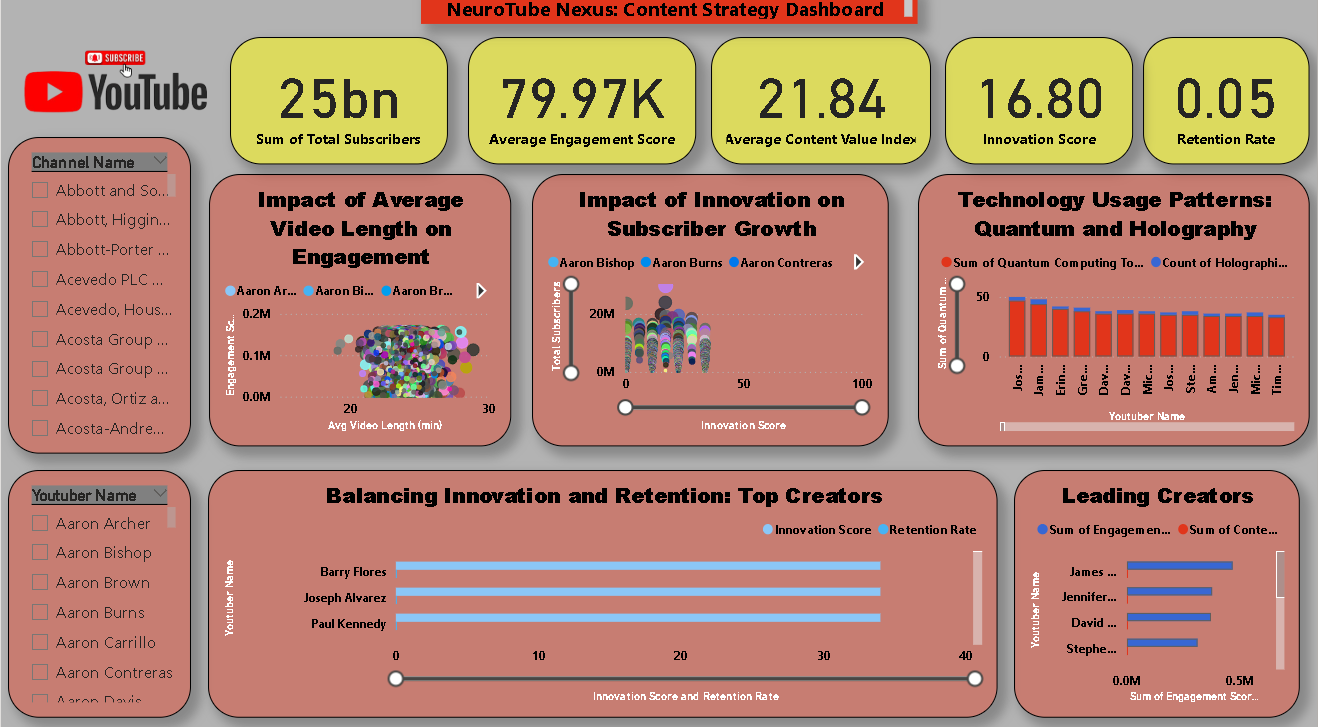 NeuroTube Nexus: Content Strategy Dashboard
SUBSCRIBE
YouTube
25bn
Sum of Total Subscribers
79.97K
Average Engagement Score
21.84
Average Content Value Index
16.80
Innovation Score
0.05
Retention Rate
Channel Name
Abbott and So...
Abbott, Higgin...
Abbott-Porter ...
Acevedo PLC ...
Acevedo, Hous...
Acosta Group ...
Acosta Group ...
Acosta, Ortiz a...
Acosta-Andre...
Impact of Average
Video Length on
Engagement
Aaron Ar... Aaron Bi... Aaron Br...
Engagement Sc...
0.2M
0.1M
0.0M
20 30
Avg Video Length (min)
Impact of Innovation on
Subscriber Growth
Aaron Bishop Aaron Burns Aaron Contreras
Total Subscribers
20M
0M
0 50 100
Innovation Score
Technology Usage Patterns:
Quantum and Holography
Sum of Quantum Computing To... Count of Holographi...
Sum of Quantum...
50
0
Jos... Jam... Erin... Gre... Dav... Dav... Mic... Jos... Ste... Am... Jen... Mic... Tim...
Youtuber Name
Youtuber Name
Aaron Archer
Aaron Bishop
Aaron Brown
Aaron Burns
Aaron Carrillo
Aaron Contreras
Aaron Davis
Balancing Innovation and Retention: Top Creators
Innovation Score Retention Rate
Youtuber Name
Barry Flores
Joseph Alvarez
Paul Kennedy
0 10 20 30 40
Innovation Score and Retention Rate
Leading Creators
Sum of Engagemen... Sum of Conte...
Youtuber Name
James ...
Jennifer...
David ...
Stephe...
0.0M 0.5M
Sum of Engagement Scor...